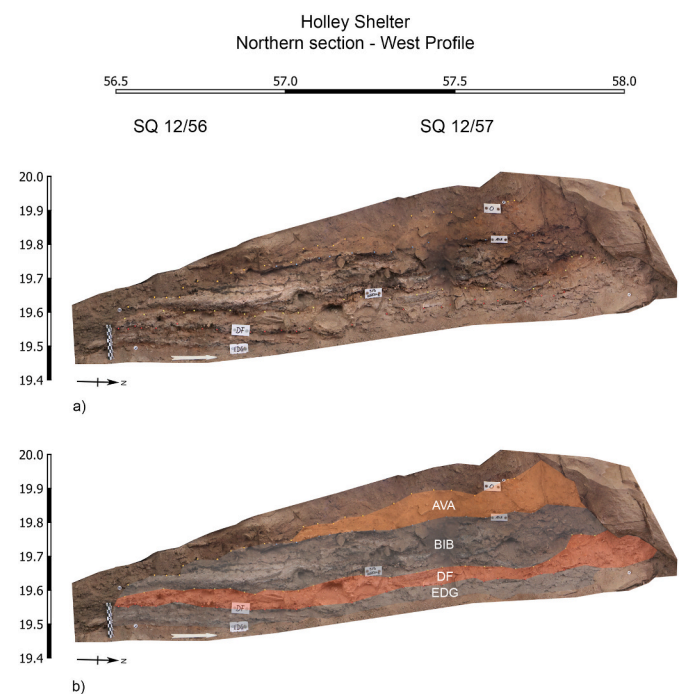 Holley Shelter
Northern section - West Profile
56.5 57.0 57.5 58.0
SQ 12/56 SQ 12/57
20.0
19.9
19.8
19.7
19.6
19.5
19.4
DF
EDG
N
a)
20.0
19.9
19.8
19.7
19.6
19.5
19.4
AVA
BIB
DF
EDG
DF
EDG
N
b)